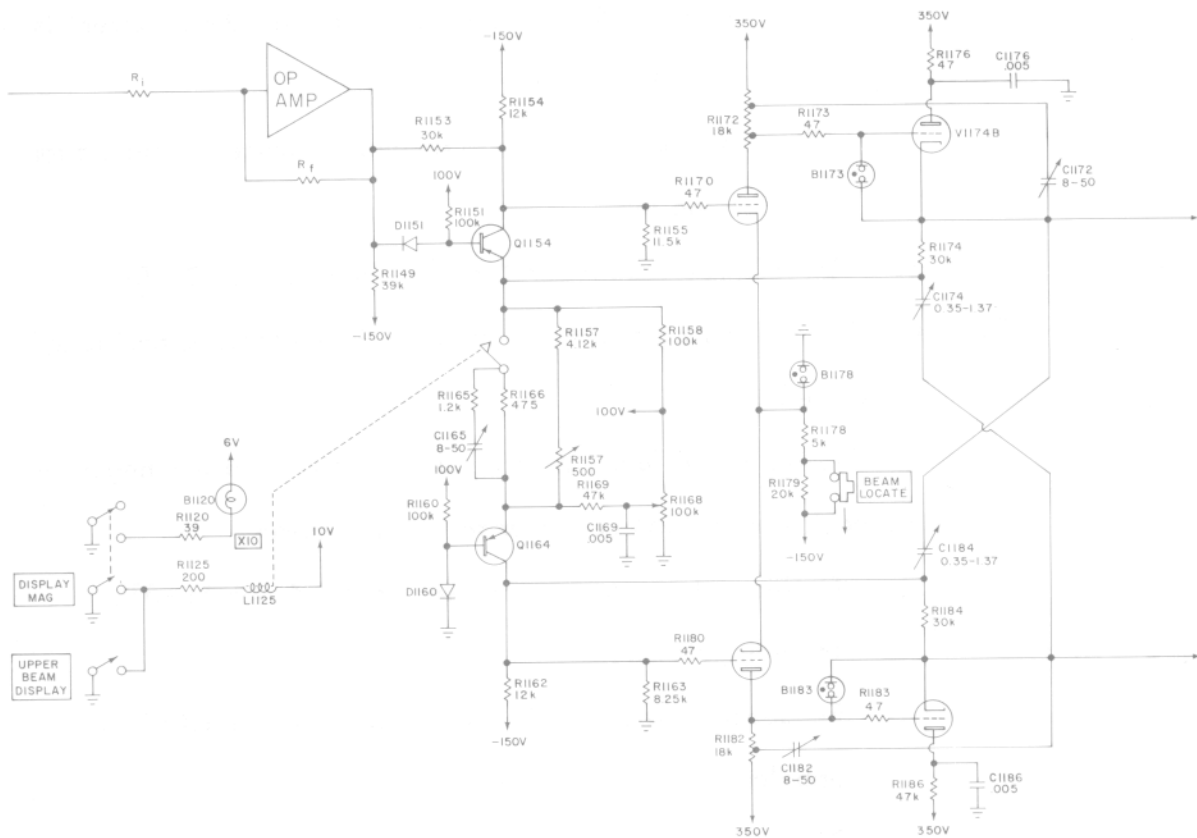 350V
350V
-150V
R1176
47
C1176
.005
OP
AMP
Ri
R1154
12k
R1153
30k
R1172
18k
R1173
47
V1174B
B1173
C1172
8-50
Rf
100V
R1151
100k
D1151
Q1154
R1170
47
R1155
11.5k
R1149
39k
-150V
R1174
30k
C1174
0.35-1.37
R1157
4.12k
R1158
100k
B1178
R1165
1.2k
R1166
475
100V
C1165
8-50
R1178
5k
6V
100V
R1157
500
R1179
20k
BEAM
LOCATE
B1120
R1160
100k
R1169
47k
R1168
100k
R1120
39
X10
10V
C1169
.005
Q1164
-150V
C1184
0.35-1.37
R1125
200
DISPLAY
MAG
L1125
D1160
R1184
30k
R1180
47
UPPER
BEAM
DISPLAY
R1162
12k
R1163
8.25k
B1183
R1183
47
-150V
R1182
18k
C1182
8-50
R1186
47k
C1186
.005
350V
350V